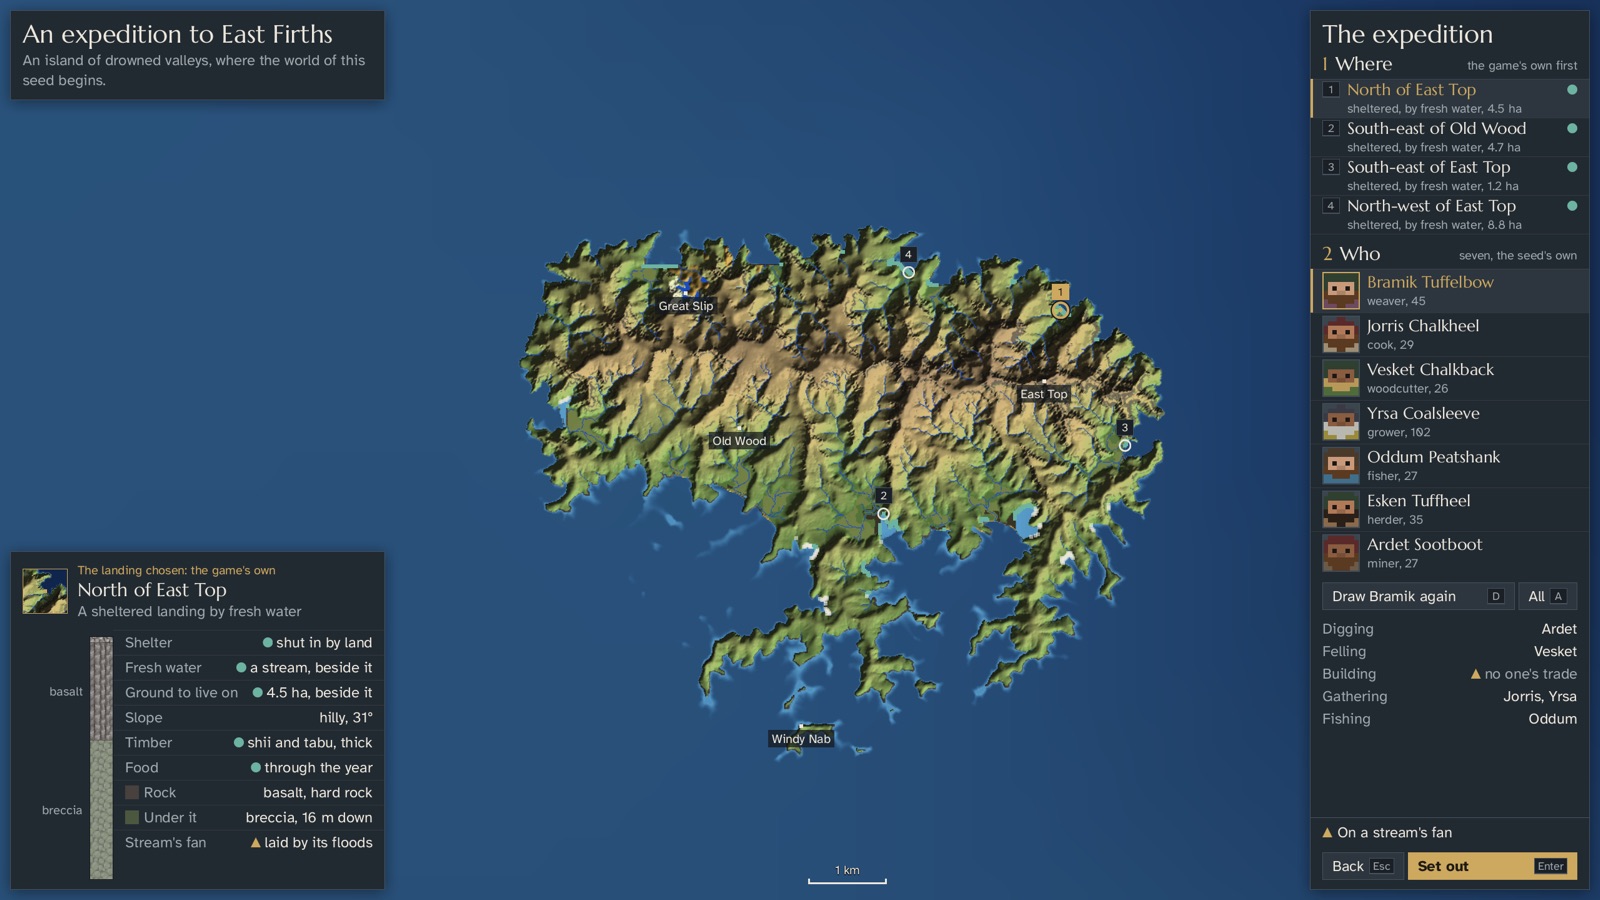 An expedition to East Firths
An island of drowned valleys, where the world of this
seed begins.
The expedition
1 Where
the game's own first
1 North of East Top
sheltered, by fresh water, 4.5 ha
2 South-east of Old Wood
sheltered, by fresh water, 4.7 ha
3 South-east of East Top
sheltered, by fresh water, 1.2 ha
4 North-west of East Top
sheltered, by fresh water, 8.8 ha
2 Who
seven, the seed's own
Bramik Tuffelbow
weaver, 45
Jorris Chalkheel
cook, 29
Vesket Chalkback
woodcutter, 26
Yrsa Coalsleeve
grower, 102
Oddum Peatshank
fisher, 27
Esken Tuffheel
herder, 35
Ardet Sootboot
miner, 27
Draw Bramik again D
All A
Digging Ardet
Felling Vesket
Building no one's trade
Gathering Jorris, Yrsa
Fishing Oddum
On a stream's fan
Back Esc
Set out Enter
4
1
Great Slip
East Top
3
Old Wood
2
Windy Nab
1 km
The landing chosen: the game's own
North of East Top
A sheltered landing by fresh water
basalt
breccia
Shelter shut in by land
Fresh water a stream, beside it
Ground to live on 4.5 ha, beside it
Slope hilly, 31°
Timber shii and tabu, thick
Food through the year
Rock basalt, hard rock
Under it breccia, 16 m down
Stream's fan laid by its floods